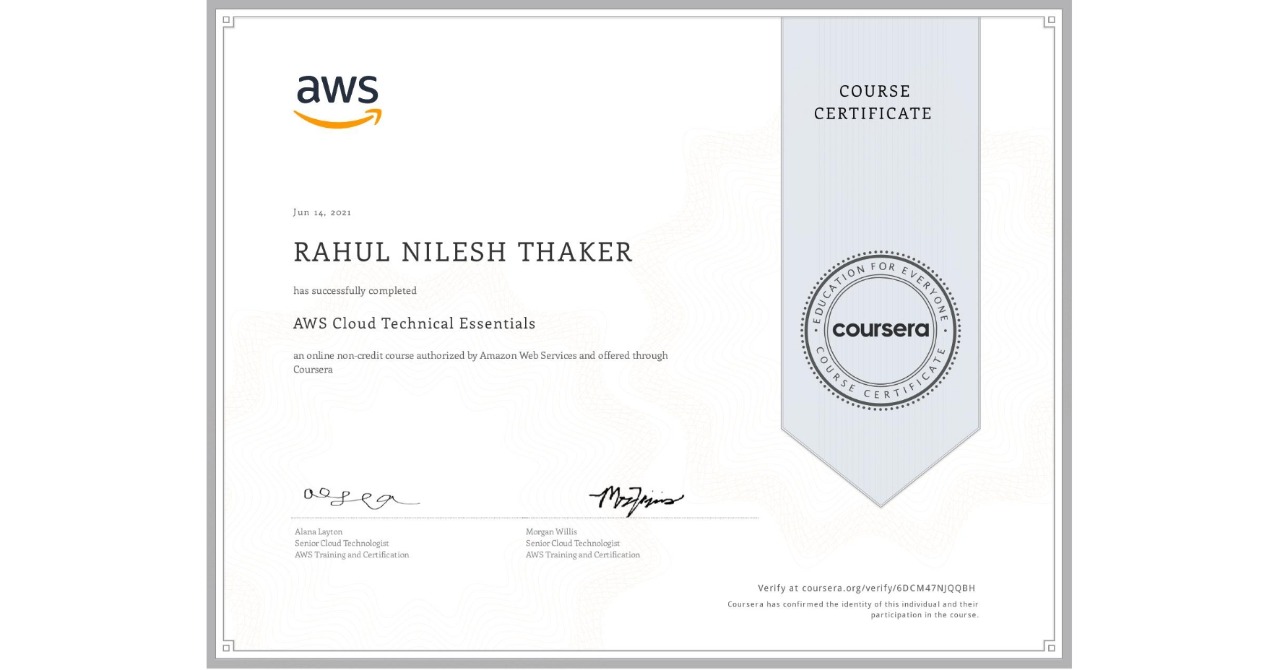 aws
COURSE
CERTIFICATE
Jun 14, 2021
RAHUL NILESH THAKER
has successfully completed
AWS Cloud Technical Essentials
an online non-credit course authorized by Amazon Web Services and offered through
Coursera
EDUCATION FOR EVERYONE
coursera
COURSE CERTIFICATE
Alana Layton
Senior Cloud Technologist
AWS Training and Certification
Morgan Willis
Senior Cloud Technologist
AWS Training and Certification
Verify at coursera.org/verify/6DCM47NJQQBH
Coursera has confirmed the identity of this individual and their
participation in the course.